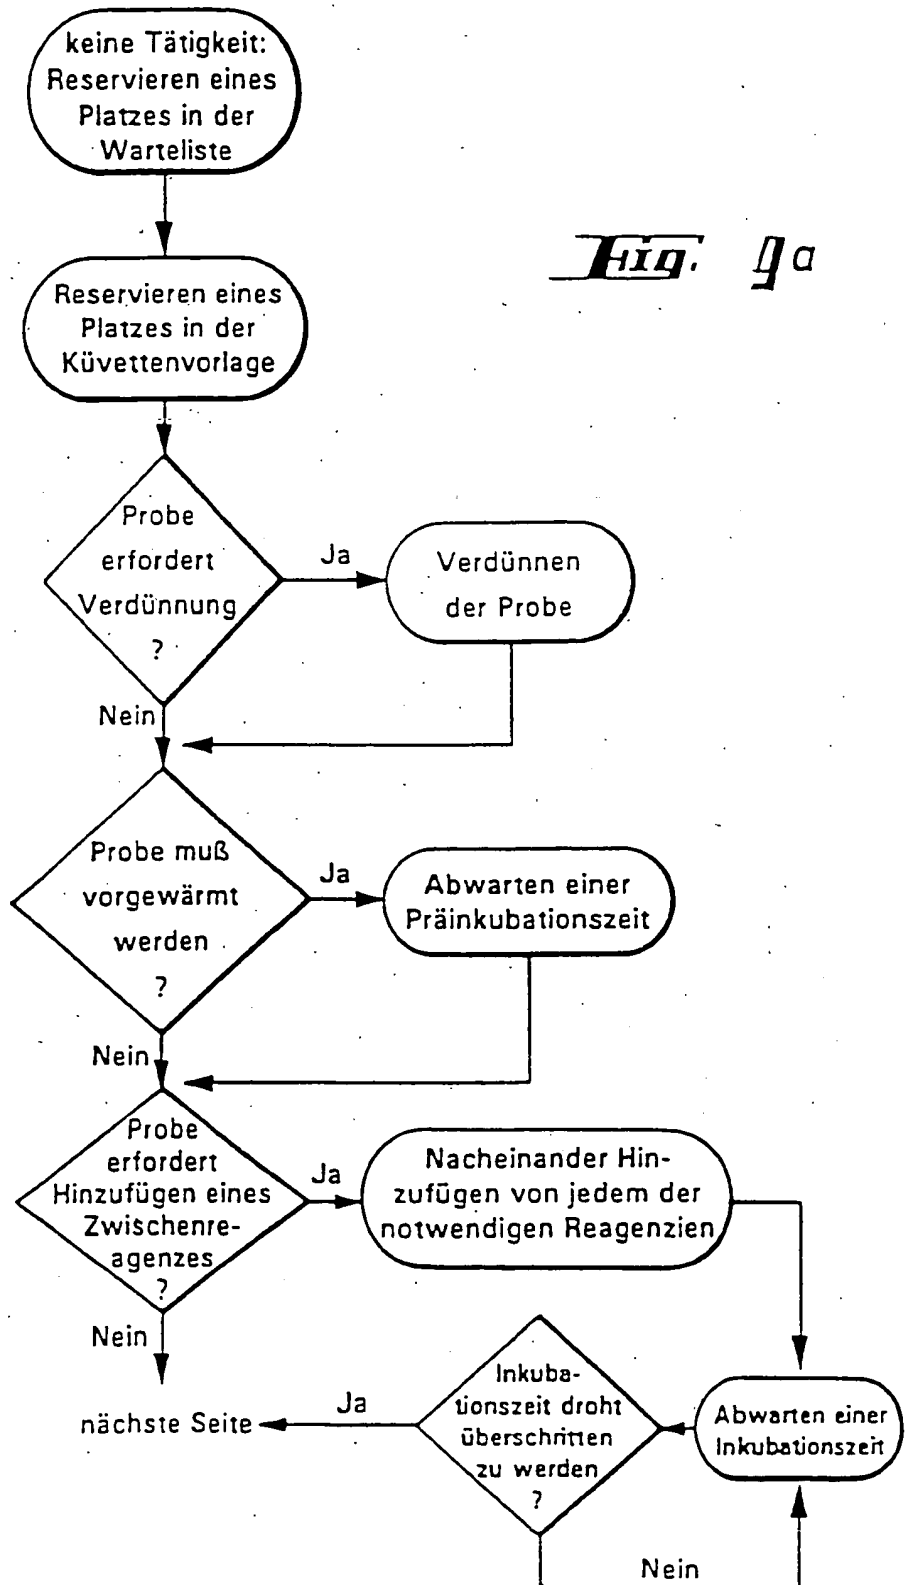 keine Tätigkeit:
Reservieren eines
Platzes in der
Warteliste
Fig. 9a
Reservieren eines
Platzes in der
Küvettenvorlage
Probe
erfordert
Verdünnung
?
Ja
Verdünnen
der Probe
Nein
Probe muß
vorgewärmt
werden
?
Ja
Abwarten einer
Präinkubationszeit
Nein
Probe
erfordert
Hinzufügen eines
Zwischenre-
agenzes
?
Ja
Nacheinander Hin-
zufügen von jedem der
notwendigen Reagenzien
Nein
nächste Seite
Ja
Inkuba-
tionszeit droht
überschritten
zu werden
?
Abwarten einer
Inkubationszeit
Nein